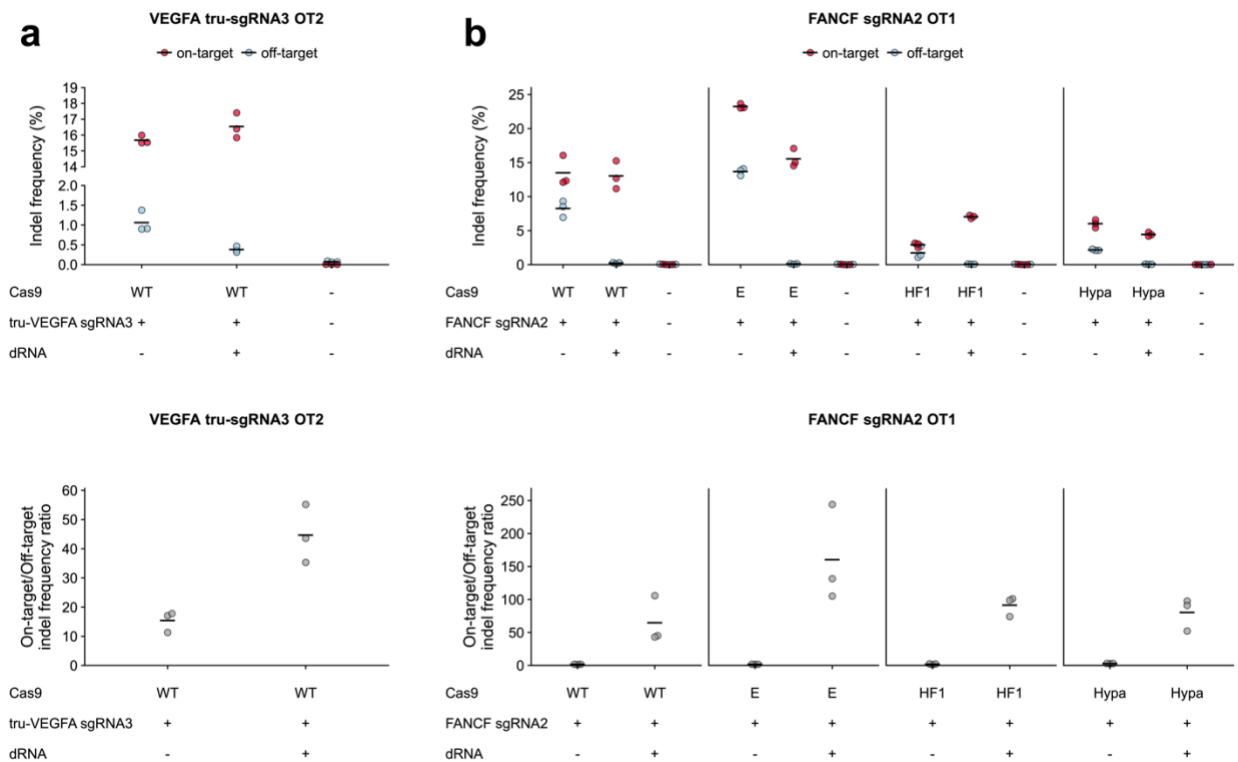 a
VEGFA tru-sgRNA3 OT2
on-target off-target
Indel frequency (%)
19
18
17
16
15
14
2.0
1.5
1.0
0.5
0.0
Cas9 WT WT -
tru-VEGFA sgRNA3 + + -
dRNA - + -
b
FANCF sgRNA2 OT1
on-target off-target
Indel frequency (%)
25
20
15
10
5
0
Cas9 WT WT - E E - HF1 HF1 - Hypa Hypa -
FANCF sgRNA2 + + - + + - + + - + + -
dRNA - + - - + - - + - - + -
VEGFA tru-sgRNA3 OT2
On-target/Off-target
indel frequency ratio
60
50
40
30
20
10
0
Cas9 WT WT
tru-VEGFA sgRNA3 + +
dRNA - +
FANCF sgRNA2 OT1
On-target/Off-target
indel frequency ratio
250
200
150
100
50
0
Cas9 WT WT E E HF1 HF1 Hypa Hypa
FANCF sgRNA2 + + + + + + + +
dRNA - + - + - + - +